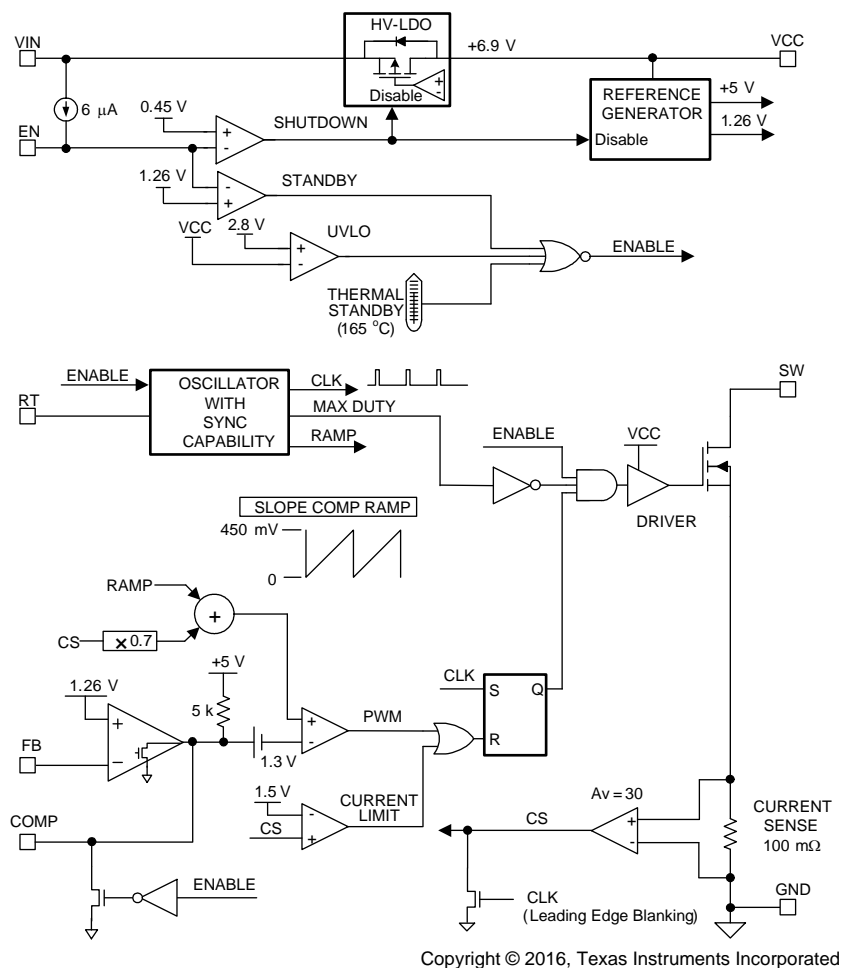 HV-LDO
VIN
+6.9 V
VCC
Disable
+
-
6 μA
0.45 V
REFERENCE
GENERATOR
Disable
+5 V
1.26 V
EN
+
-
SHUTDOWN
1.26 V
-
+
STANDBY
VCC
2.8 V
+
-
UVLO
ENABLE
THERMAL
STANDBY
(165 °C)
ENABLE
RT
OSCILLATOR
WITH
SYNC
CAPABILITY
CLK
MAX DUTY
RAMP
SW
ENABLE
VCC
DRIVER
SLOPE COMP RAMP
450 mV
0
RAMP
+
CS
× 0.7
+5 V
1.26 V
5 k
+
-
PWM
CLK
S
Q
R
FB
+
-
1.3 V
1.5 V
CS
-
+
CURRENT
LIMIT
COMP
ENABLE
CS
Av = 30
+
-
CURRENT
SENSE
100 mΩ
CLK
(Leading Edge Blanking)
GND
Copyright © 2016, Texas Instruments Incorporated